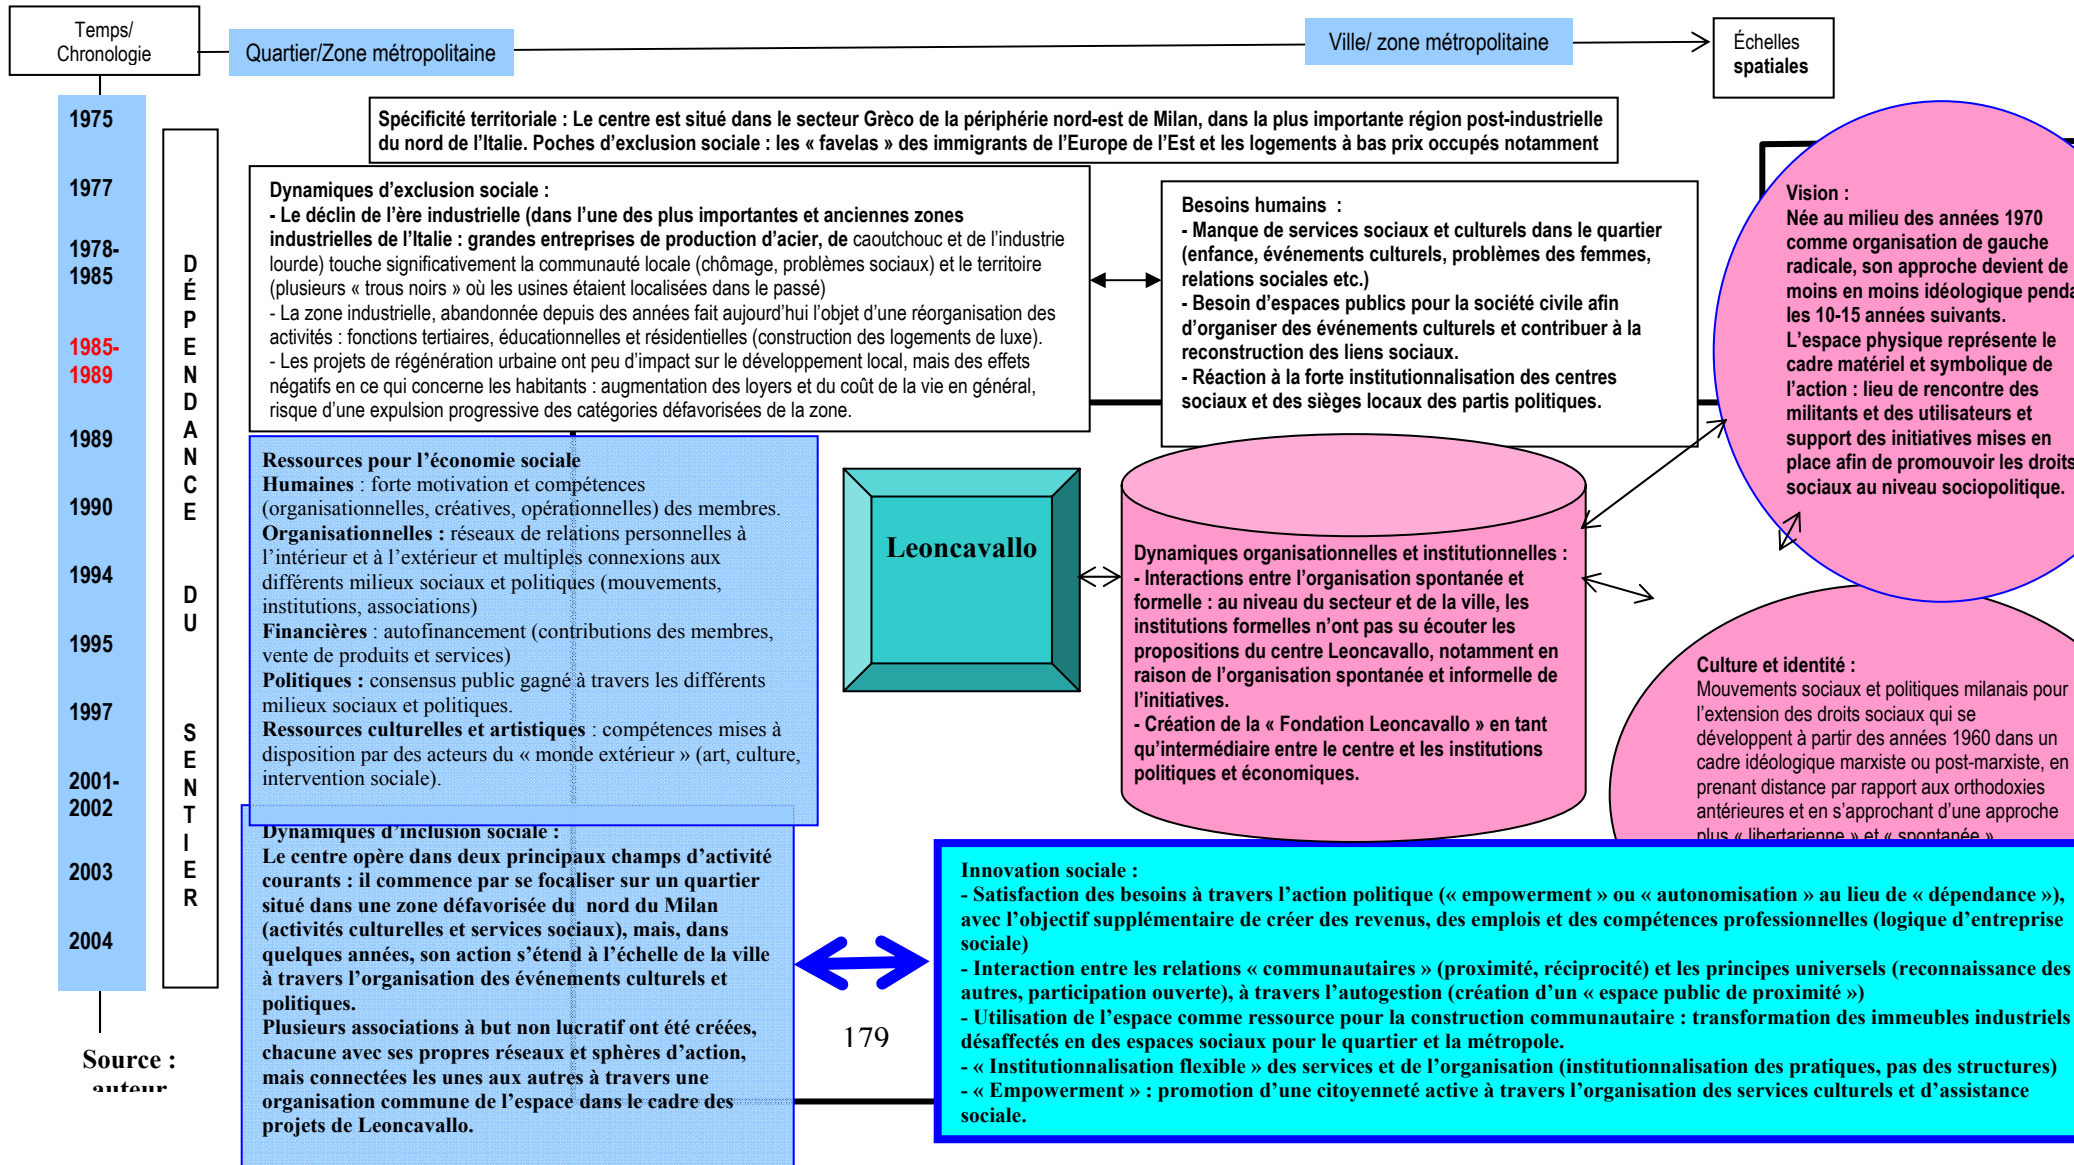 Temps/
Chronologie
Quartier/Zone métropolitaine
Ville/ zone métropolitaine
Échelles
spatiales
1975
1977
1978-
1985
1985-
1989
1989
1990
1994
1995
1997
2001-
2002
2003
2004
DÉPENDANCE
DU
SENTIER
Source :
auteur
Spécificité territoriale : Le centre est situé dans le secteur Grèco de la périphérie nord-est de Milan, dans la plus importante région post-industrielle
du nord de l'Italie. Poches d'exclusion sociale : les « favelas » des immigrants de l'Europe de l'Est et les logements à bas prix occupés notamment
Dynamiques d'exclusion sociale :
- Le déclin de l'ère industrielle (dans l'une des plus importantes et anciennes zones
industrielles de l'Italie : grandes entreprises de production d'acier, de caoutchouc et de l'industrie
lourde) touche significativement la communauté locale (chômage, problèmes sociaux) et le territoire
(plusieurs « trous noirs » où les usines étaient localisées dans le passé)
- La zone industrielle, abandonnée depuis des années fait aujourd'hui l'objet d'une réorganisation des
activités : fonctions tertiaires, éducationnelles et résidentielles (construction des logements de luxe).
- Les projets de régénération urbaine ont peu d'impact sur le développement local, mais des effets
négatifs en ce qui concerne les habitants : augmentation des loyers et du coût de la vie en général,
risque d'une expulsion progressive des catégories défavorisées de la zone.
Besoins humains :
- Manque de services sociaux et culturels dans le quartier
(enfance, événements culturels, problèmes des femmes,
relations sociales etc.)
- Besoin d'espaces publics pour la société civile afin
d'organiser des événements culturels et contribuer à la
reconstruction des liens sociaux.
- Réaction à la forte institutionnalisation des centres
sociaux et des sièges locaux des partis politiques.
Vision :
Née au milieu des années 1970
comme organisation de gauche
radicale, son approche devient de
moins en moins idéologique penda
les 10-15 années suivants.
L'espace physique représente le
cadre matériel et symbolique de
l'action : lieu de rencontre des
militants et des utilisateurs et
support des initiatives mises en
place afin de promouvoir les droits
sociaux au niveau sociopolitique.
Ressources pour l'économie sociale
Humaines : forte motivation et compétences
(organisationnelles, créatives, opérationnelles) des membres.
Organisationnelles : réseaux de relations personnelles à
l'intérieur et à l'extérieur et multiples connexions aux
différents milieux sociaux et politiques (mouvements,
institutions, associations)
Financières : autofinancement (contributions des membres,
vente de produits et services)
Politiques : consensus public gagné à travers les différents
milieux sociaux et politiques.
Ressources culturelles et artistiques : compétences mises à
disposition par des acteurs du « monde extérieur » (art, culture,
intervention sociale).
Leoncavallo
Dynamiques organisationnelles et institutionnelles :
- Interactions entre l'organisation spontanée et
formelle : au niveau du secteur et de la ville, les
institutions formelles n'ont pas su écouter les
propositions du centre Leoncavallo, notamment en
raison de l'organisation spontanée et informelle de
l'initiatives.
- Création de la « Fondation Leoncavallo » en tant
qu'intermédiaire entre le centre et les institutions
politiques et économiques.
Culture et identité :
Mouvements sociaux et politiques milanais pour
l'extension des droits sociaux qui se
développent à partir des années 1960 dans un
cadre idéologique marxiste ou post-marxiste, en
prenant distance par rapport aux orthodoxies
antérieures et en s'approchant d'une approche
plus « libertarienne » et « spontanée »
Dynamiques d'inclusion sociale :
Le centre opère dans deux principaux champs d'activité
courants : il commence par se focaliser sur un quartier
situé dans une zone défavorisée du nord du Milan
(activités culturelles et services sociaux), mais, dans
quelques années, son action s'étend à l'échelle de la ville
à travers l'organisation des événements culturels et
politiques.
Plusieurs associations à but non lucratif ont été créées,
chacune avec ses propres réseaux et sphères d'action,
mais connectées les unes aux autres à travers une
organisation commune de l'espace dans le cadre des
projets de Leoncavallo.
179
Innovation sociale :
- Satisfaction des besoins à travers l'action politique (« empowerment » ou « autonomisation » au lieu de « dépendance »),
avec l'objectif supplémentaire de créer des revenus, des emplois et des compétences professionnelles (logique d'entreprise
sociale)
- Interaction entre les relations « communautaires » (proximité, réciprocité) et les principes universels (reconnaissance des
autres, participation ouverte), à travers l'autogestion (création d'un « espace public de proximité »)
- Utilisation de l'espace comme ressource pour la construction communautaire : transformation des immeubles industriels
désaffectés en des espaces sociaux pour le quartier et la métropole.
- « Institutionnalisation flexible » des services et de l'organisation (institutionnalisation des pratiques, pas des structures)
- « Empowerment » : promotion d'une citoyenneté active à travers l'organisation des services culturels et d'assistance
sociale.